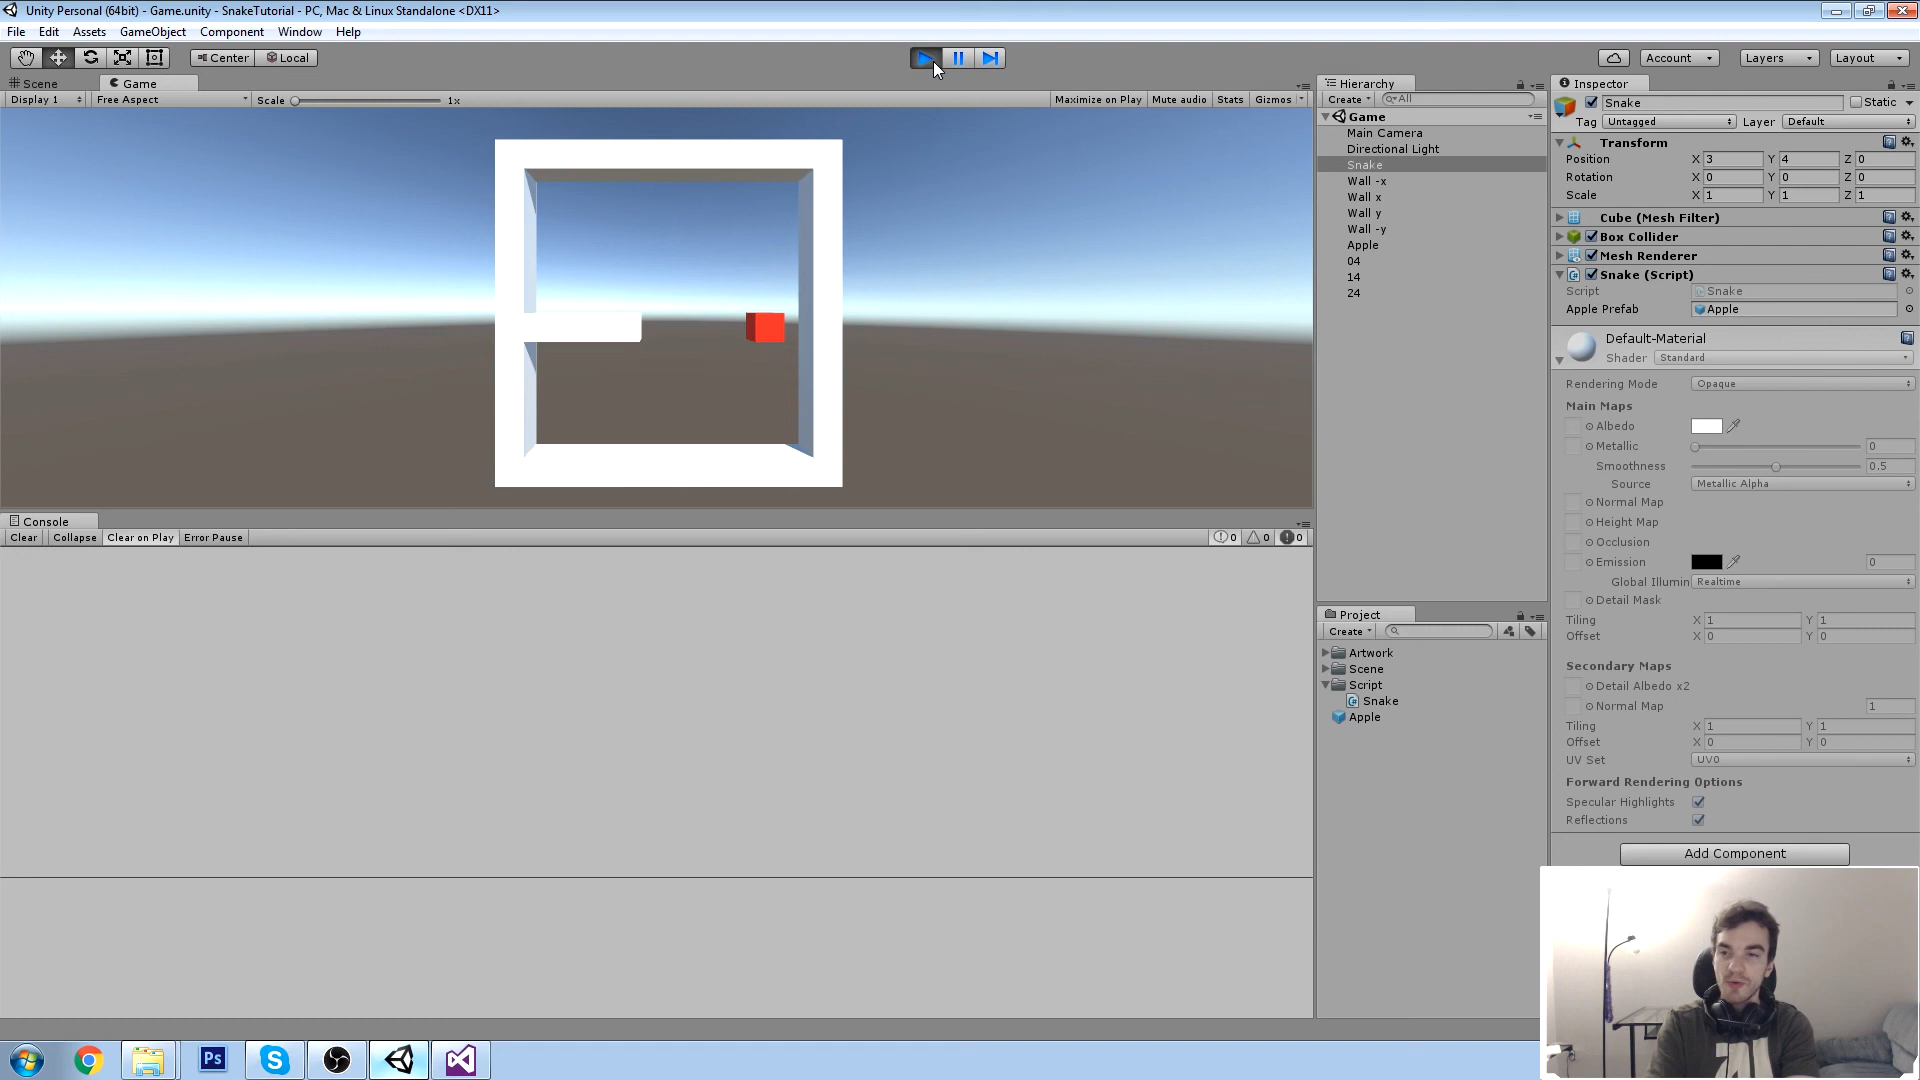 Unity Personal (64bit) - Game.unity - SnakeTutorial - PC, Mac & Linux Standalone <DX11>
File Edit Assets GameObject Component Window Help
Center Local
Account Layers Layout
Scene Game
Display 1 Free Aspect Scale 1x Maximize on Play Mute audio Stats Gizmos
Hierarchy
Create All
Game
Main Camera
Directional Light
Snake
Wall -x
Wall x
Wall y
Wall -y
Apple
04
14
24
Inspector
Snake Static
Tag Untagged Layer Default
Transform
Position X 3 Y 4 Z 0
Rotation X 0 Y 0 Z 0
Scale X 1 Y 1 Z 1
Cube (Mesh Filter)
Box Collider
Mesh Renderer
Snake (Script)
Script Snake
Apple Prefab Apple
Default-Material
Shader Standard
Rendering Mode Opaque
Main Maps
Albedo
Metallic 0
Smoothness 0.5
Source Metallic Alpha
Normal Map
Height Map
Occlusion
Emission 0
Global Illumin Realtime
Detail Mask
Tiling X 1 Y 1
Offset X 0 Y 0
Secondary Maps
Detail Albedo x2
Normal Map 1
Tiling X 1 Y 1
Offset X 0 Y 0
UV Set UV0
Forward Rendering Options
Specular Highlights
Reflections
Add Component
Console
Clear Collapse Clear on Play Error Pause 0 0 0
Project
Create
Artwork
Scene
Script
Snake
Apple
Ps